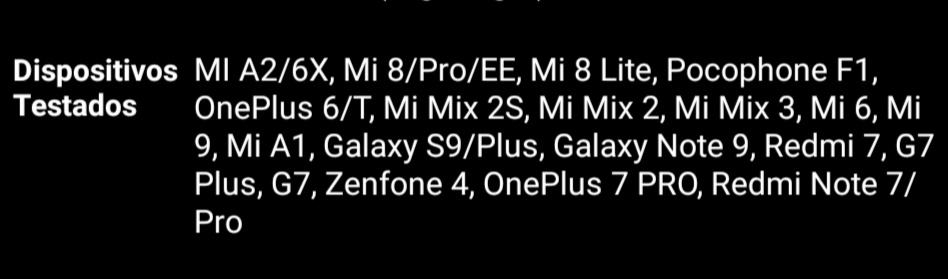 Dispositivos MI A2/6X, Mi 8/Pro/EE, Mi 8 Lite, Pocophone F1,
Testados OnePlus 6/T, Mi Mix 2S, Mi Mix 2, Mi Mix 3, Mi 6, Mi
9, Mi A1, Galaxy S9/Plus, Galaxy Note 9, Redmi 7, G7
Plus, G7, Zenfone 4, OnePlus 7 PRO, Redmi Note 7/
Pro